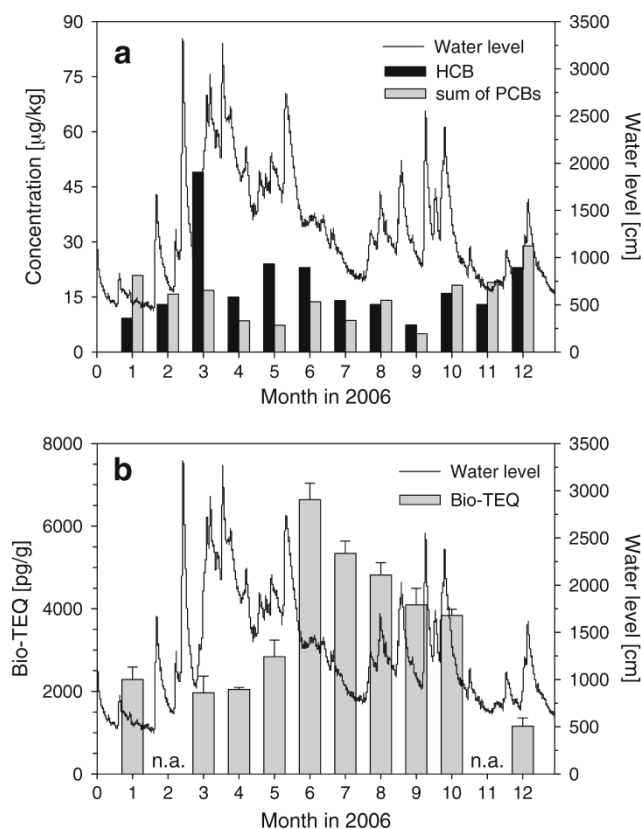 a
Water level
HCB
sum of PCBs
Concentration [µg/kg]
90
75
60
45
30
15
0
Water level [cm]
3500
3000
2500
2000
1500
1000
500
0
0 1 2 3 4 5 6 7 8 9 10 11 12
Month in 2006
b
Water level
Bio-TEQ
Bio-TEQ [pg/g]
8000
6000
4000
2000
0
Water level [cm]
3500
3000
2500
2000
1500
1000
500
0
n.a. n.a.
0 1 2 3 4 5 6 7 8 9 10 11 12
Month in 2006